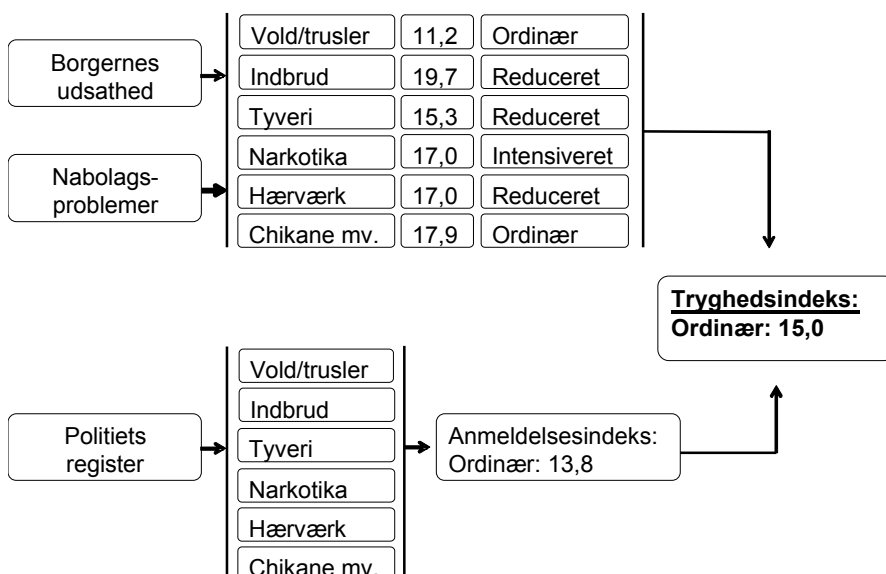 Borgernes
udsathed
Nabolags-
problemer
Vold/trusler 11,2 Ordinær
Indbrud 19,7 Reduceret
Tyveri 15,3 Reduceret
Narkotika 17,0 Intensiveret
Hærværk 17,0 Reduceret
Chikane mv. 17,9 Ordinær
Tryghedsindeks:
Ordinær: 15,0
Politiets
register
Vold/trusler
Indbrud
Tyveri
Narkotika
Hærværk
Chikane mv.
Anmeldelsesindeks:
Ordinær: 13,8